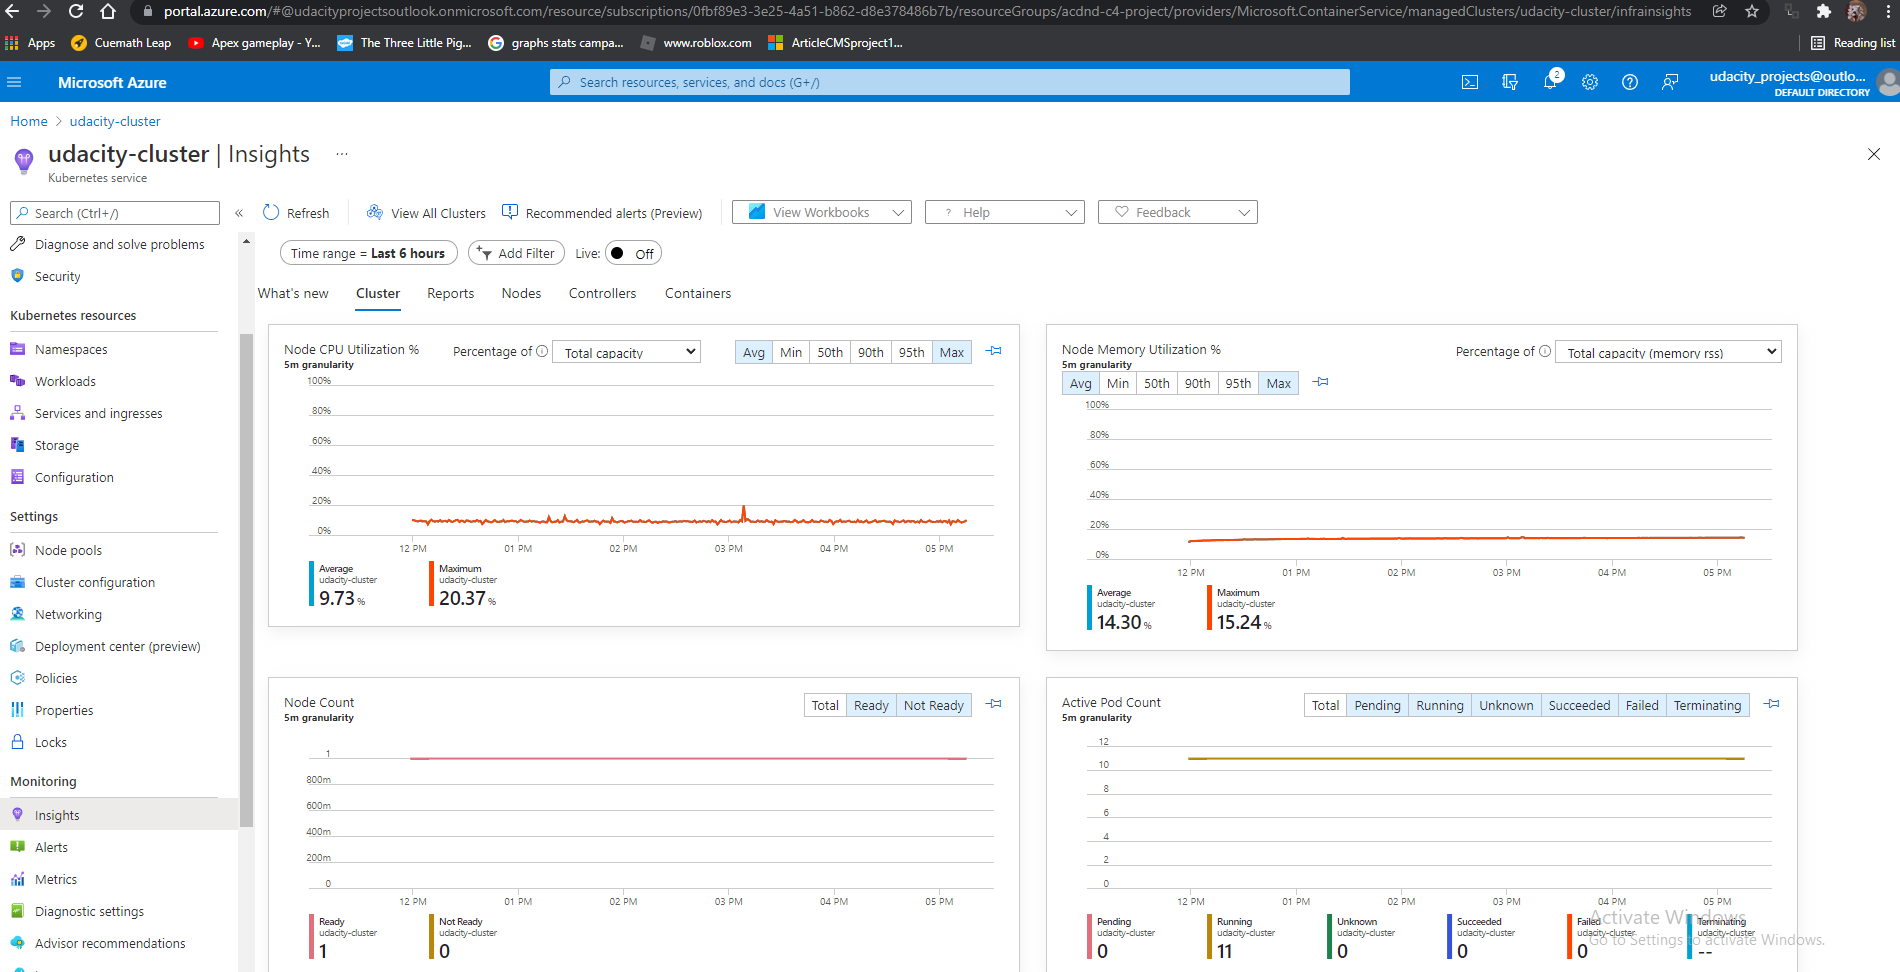 portal.azure.com/#@udacityprojectsoutlook.onmicrosoft.com/resource/subscriptions/0fbf89e3-3e25-4a51-b862-d8e378486b7b/resourceGroups/acdnd-c4-project/providers/Microsoft.ContainerService/managedClusters/udacity-cluster/infrainsights
Apps Cuemath Leap Apex gameplay - Y... The Three Little Pig... graphs stats campa... www.roblox.com ArticleCMSproject1... Reading list
Microsoft Azure Search resources, services, and docs (G+/) 2 udacity_projects@outlo...
DEFAULT DIRECTORY
Home > udacity-cluster
udacity-cluster | Insights ...
Kubernetes service
Search (Ctrl+/) « Refresh View All Clusters Recommended alerts (Preview) View Workbooks ? Help Feedback
Diagnose and solve problems
Security
Kubernetes resources
Namespaces
Workloads
Services and ingresses
Storage
Configuration
Settings
Node pools
Cluster configuration
Networking
Deployment center (preview)
Policies
Properties
Locks
Monitoring
Insights
Alerts
Metrics
Diagnostic settings
Advisor recommendations
Time range = Last 6 hours Add Filter Live: Off
What's new Cluster Reports Nodes Controllers Containers
Node CPU Utilization % Percentage of Total capacity Avg Min 50th 90th 95th Max
5m granularity
100%
80%
60%
40%
20%
0%
12 PM 01 PM 02 PM 03 PM 04 PM 05 PM
Average Maximum
udacity-cluster udacity-cluster
9.73 % 20.37 %
Node Memory Utilization % Percentage of Total capacity (memory rss)
5m granularity
Avg Min 50th 90th 95th Max
100%
80%
60%
40%
20%
0%
12 PM 01 PM 02 PM 03 PM 04 PM 05 PM
Average Maximum
udacity-cluster udacity-cluster
14.30 % 15.24 %
Node Count Total Ready Not Ready
5m granularity
1
800m
600m
400m
200m
0
12 PM 01 PM 02 PM 03 PM 04 PM 05 PM
Ready Not Ready
udacity-cluster udacity-cluster
1 0
Active Pod Count Total Pending Running Unknown Succeeded Failed Terminating
5m granularity
12
10
8
6
4
2
0
12 PM 01 PM 02 PM 03 PM 04 PM 05 PM
Pending Running Unknown Succeeded Failed Terminating
udacity-cluster udacity-cluster udacity-cluster udacity-cluster udacity-cluster udacity-cluster
0 11 0 0 0 --
Activate Windows
Go to Settings to activate Windows.